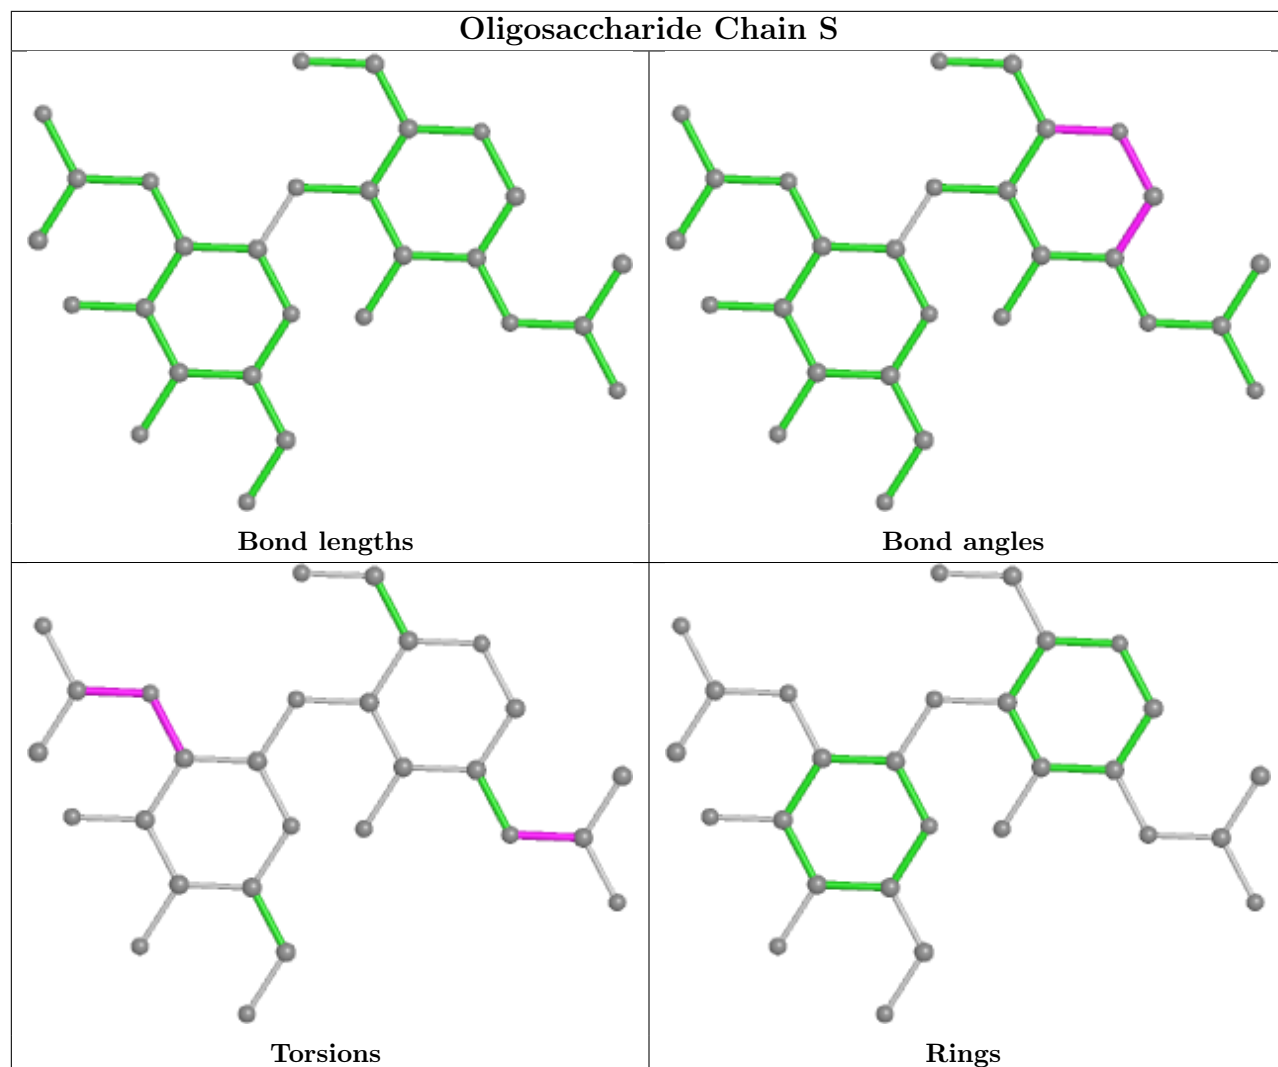 Oligosaccharide Chain S
Bond lengths
Bond angles
Torsions
Rings